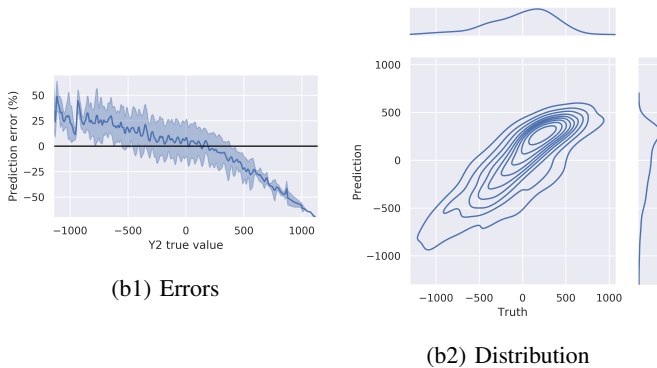 50
25
0
−25
−50
Prediction error (%)
−1000 −500 0 500 1000
Y2 true value
(b1) Errors
1000
500
0
−500
−1000
Prediction
−1000 −500 0 500 1000
Truth
(b2) Distribution